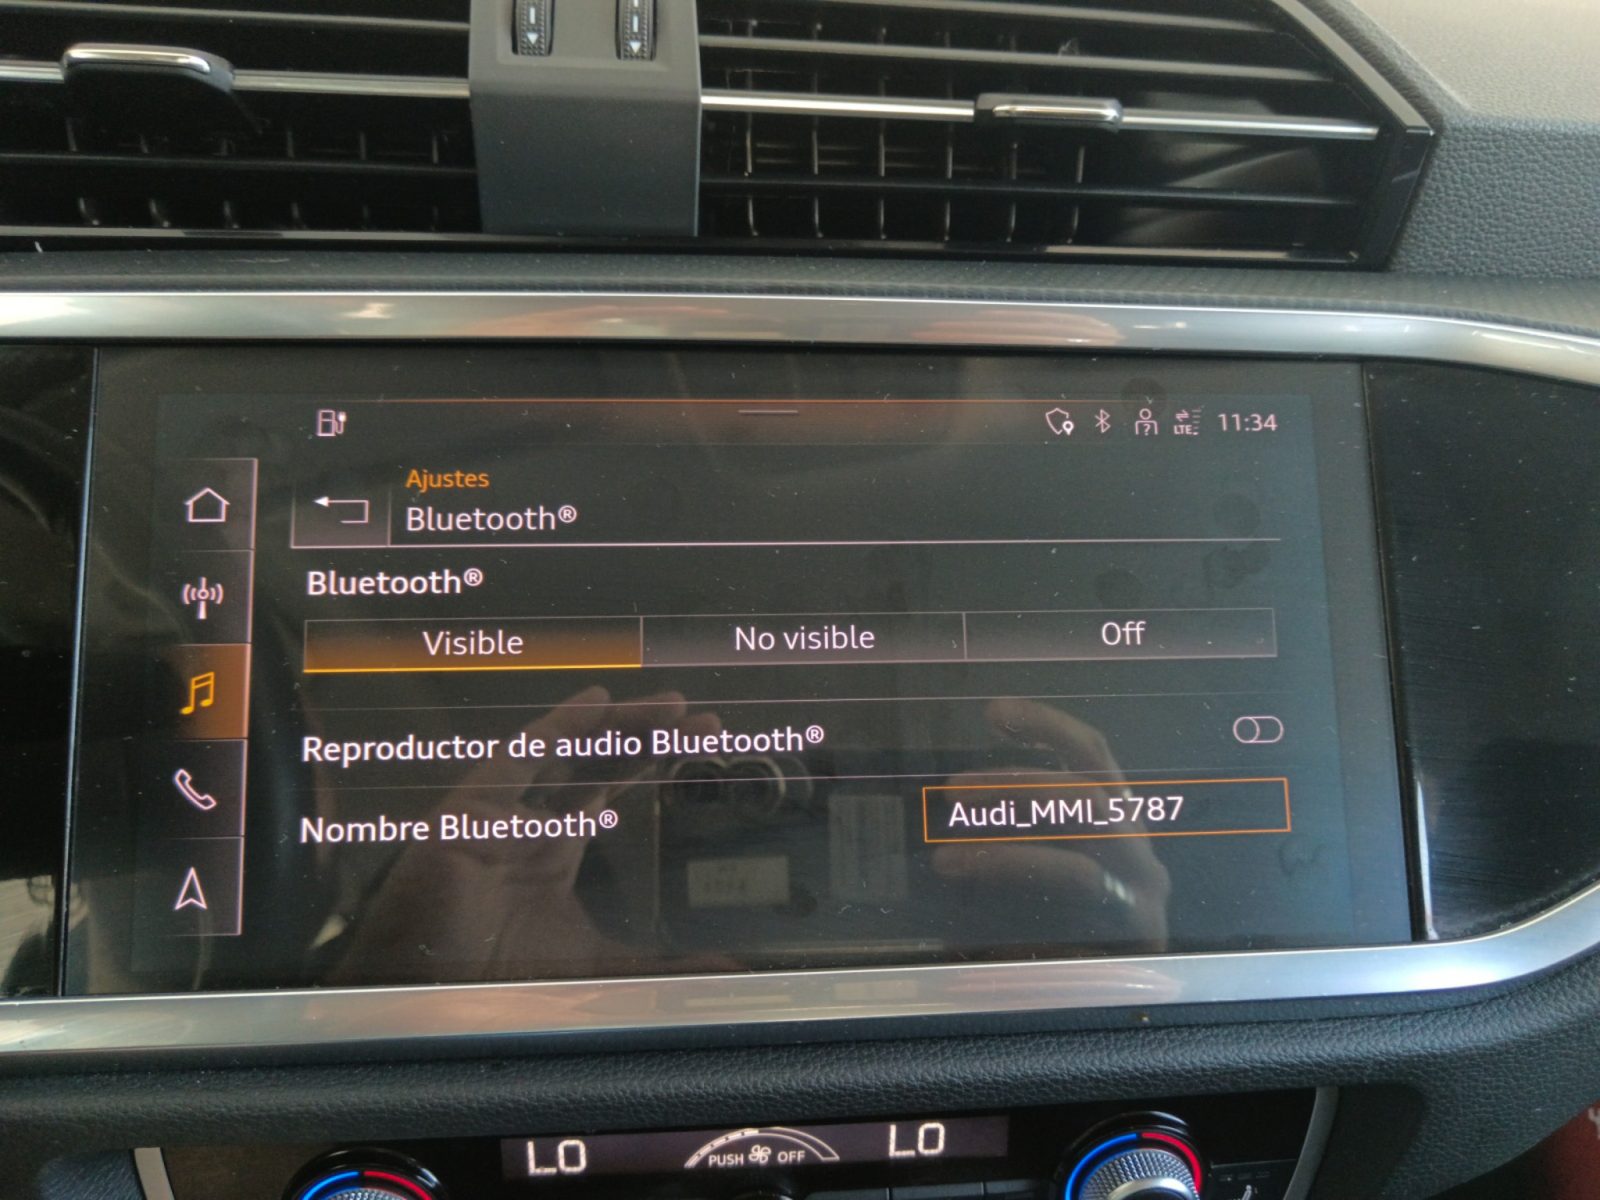 LTE 11:34
Ajustes
Bluetooth®
Bluetooth®
Visible No visible Off
Reproductor de audio Bluetooth®
Nombre Bluetooth® Audi_MMI_5787
LO PUSH OFF LO